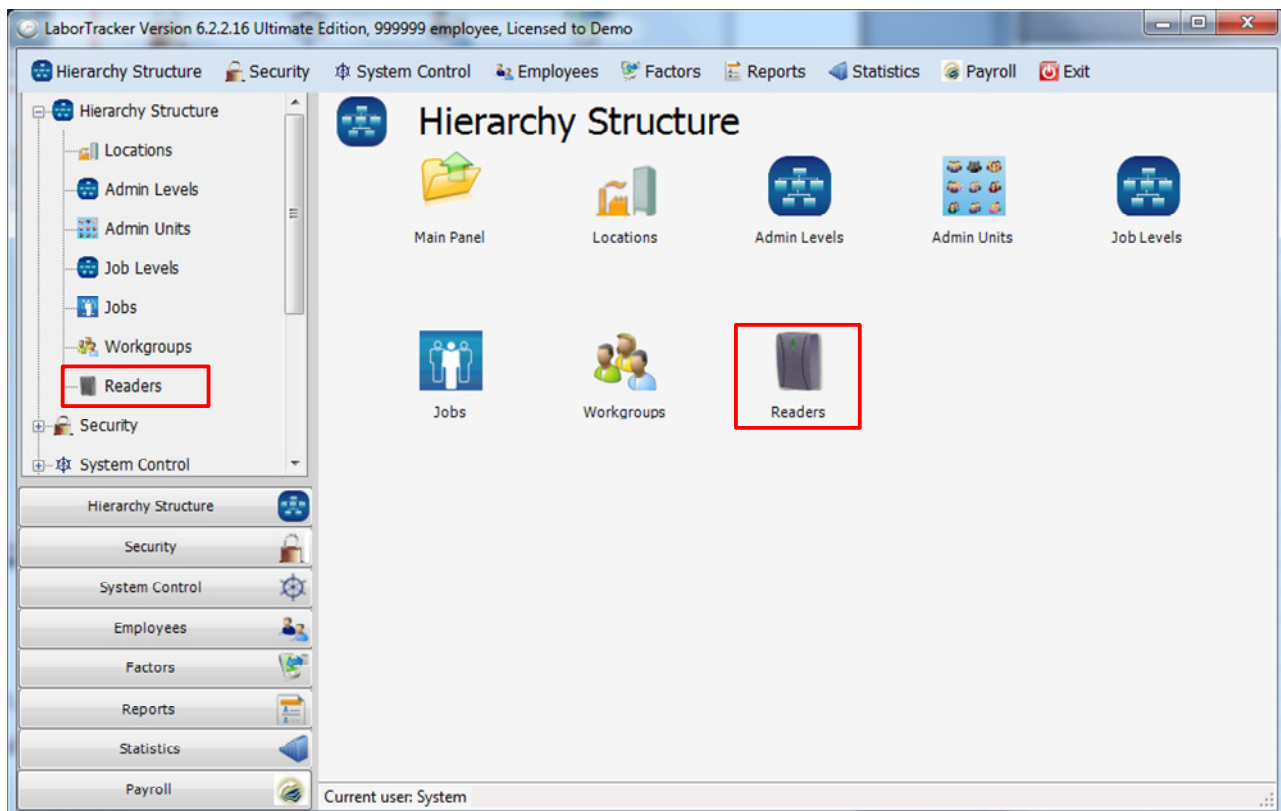 LaborTracker Version 6.2.2.16 Ultimate Edition, 999999 employee, Licensed to Demo
Hierarchy Structure Security System Control Employees Factors Reports Statistics Payroll Exit
Hierarchy Structure
Locations
Admin Levels
Admin Units
Job Levels
Jobs
Workgroups
Readers
Security
System Control
Hierarchy Structure
Security
System Control
Employees
Factors
Reports
Statistics
Payroll
Hierarchy Structure
Main Panel Locations Admin Levels Admin Units Job Levels
Jobs Workgroups Readers
Current user: System